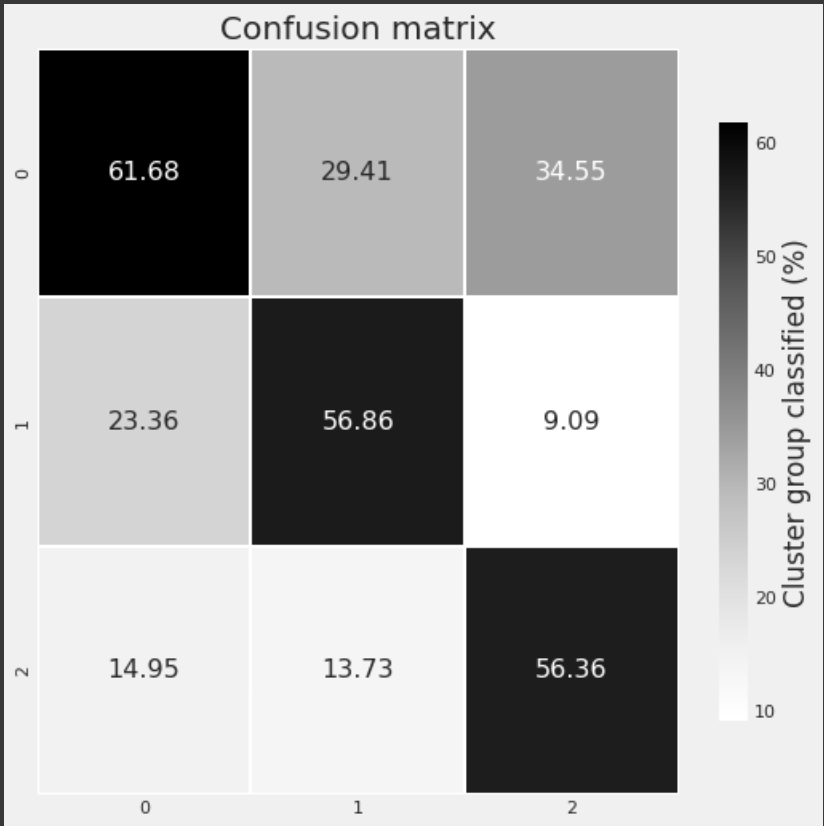 Confusion matrix
0
61.68 29.41 34.55
1
23.36 56.86 9.09
2
14.95 13.73 56.36
0 1 2
60
50
40
30
20
10
Cluster group classified (%)